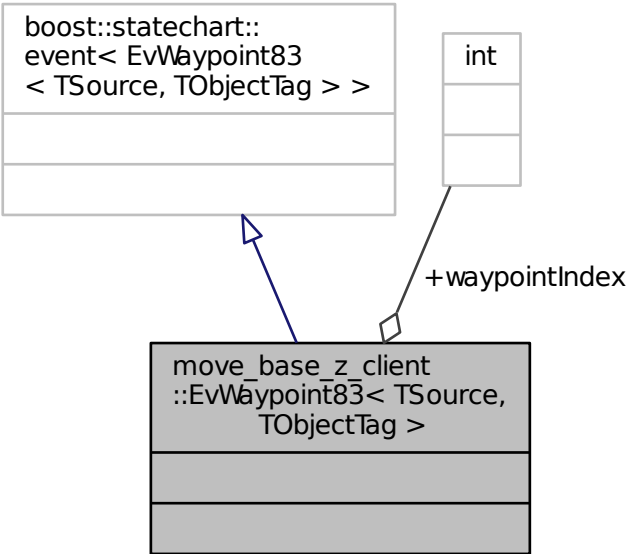 boost::statechart::
event< EvWaypoint83
< TSource, TObjectTag > >
int
+waypointIndex
move_base_z_client
::EvWaypoint83< TSource,
TObjectTag >